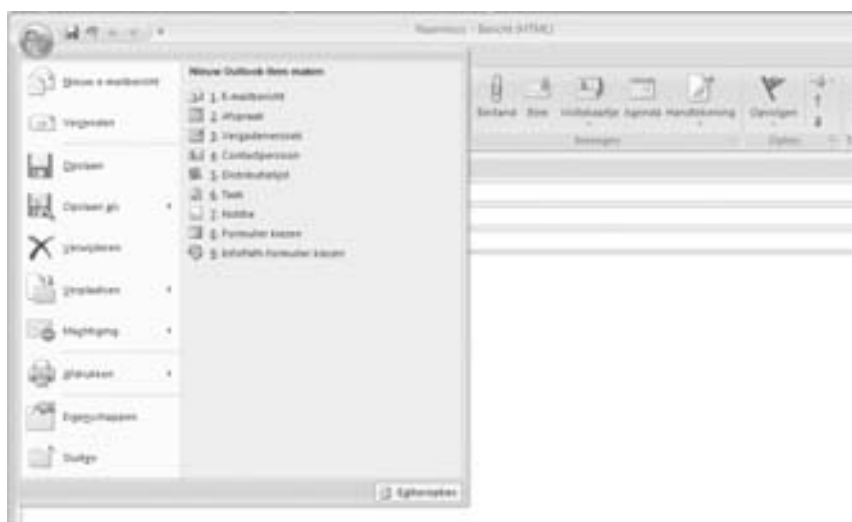 Naamloos - Bericht (HTML)
Nieuw e-mailbericht
Verzenden
Opslaan
Opslaan als
Verwijderen
Verplaatsen
Machtiging
Afdrukken
Eigenschappen
Sluiten
Nieuw Outlook-item maken
1. E-mailbericht
2. Afspraak
3. Vergaderverzoek
4. Contactpersoon
5. Distributielijst
6. Taak
7. Notitie
8. Formulier kiezen
9. InfoPath-formulier kiezen
Editoropties
Bestand Item Visitekaartje Agenda Handtekening
Invoegen
Opvolgen
Opties